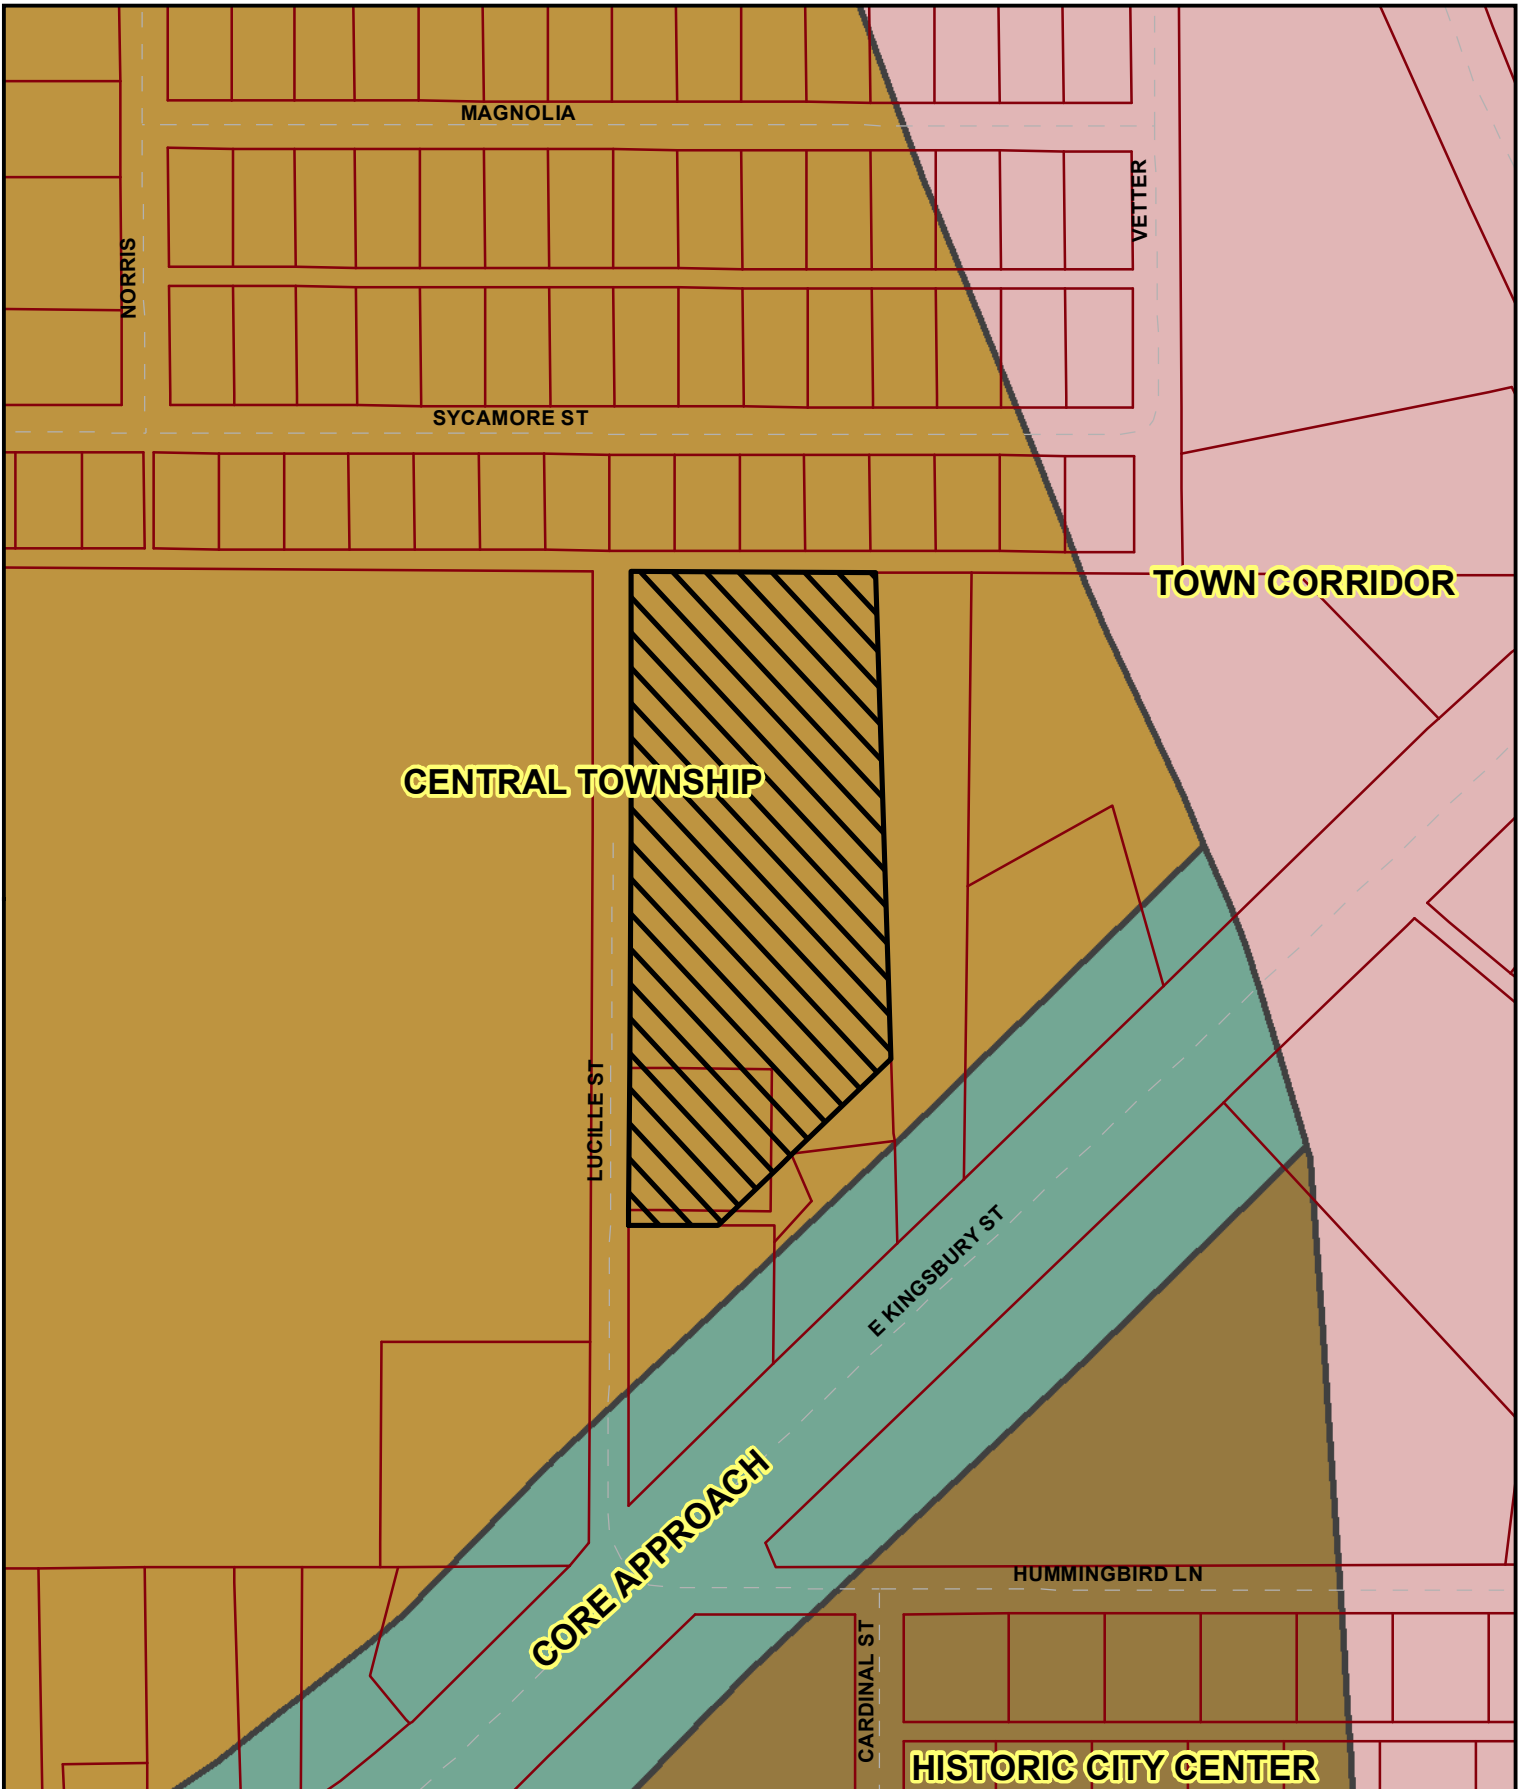 MAGNOLIA
VETTER
NORRIS
SYCAMORE ST
TOWN CORRIDOR
CENTRAL TOWNSHIP
LUCILLE ST
E KINGSBURY ST
CORE APPROACH
HUMMINGBIRD LN
CARDINAL ST
HISTORIC CITY CENTER